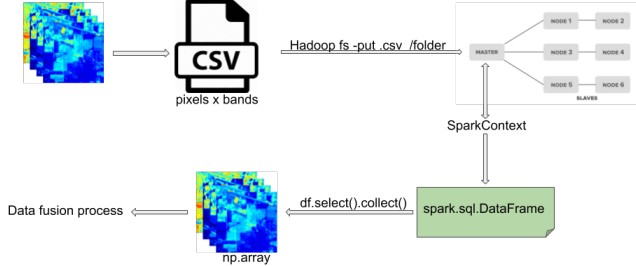 CSV
pixels x bands
Hadoop fs -put .csv /folder
MASTER
NODE 1
NODE 2
NODE 3
NODE 4
NODE 5
NODE 6
SLAVES
SparkContext
spark.sql.DataFrame
df.select().collect()
np.array
Data fusion process